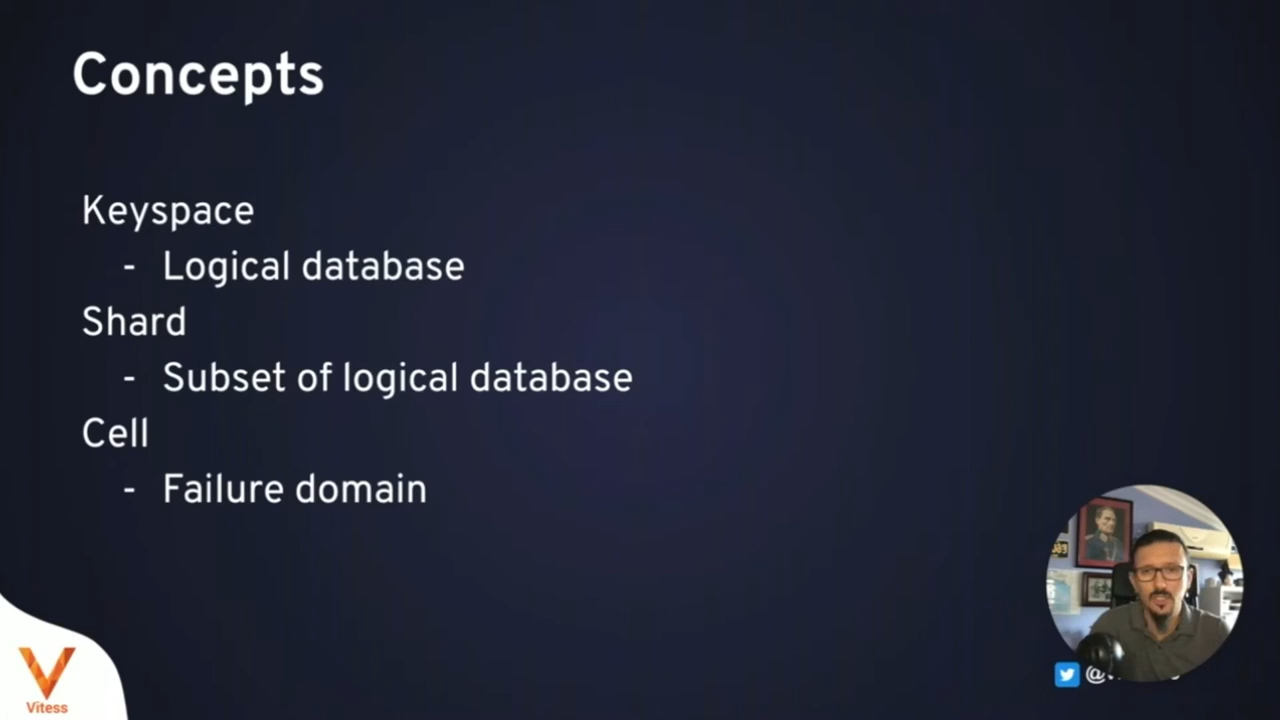 Concepts
Keyspace
- Logical database
Shard
- Subset of logical database
Cell
- Failure domain
Vitess